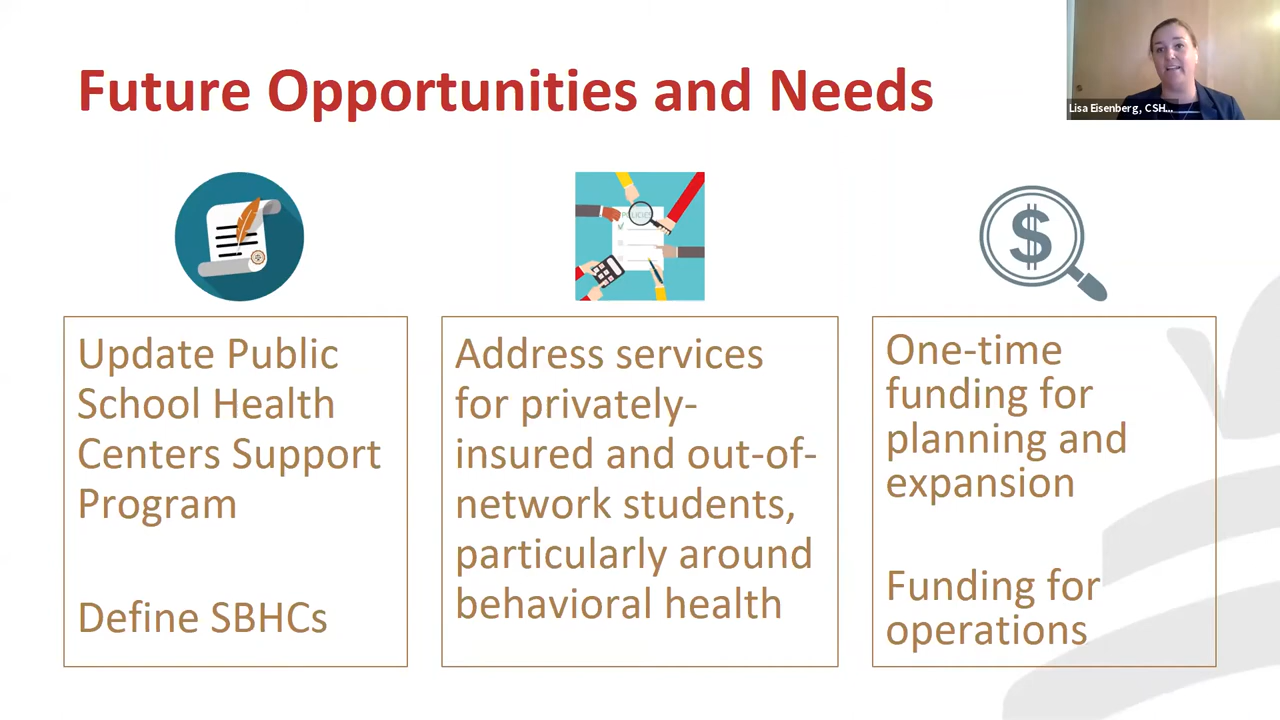 Future Opportunities and Needs
Lisa Eisenberg, CSH...
POLICIES
$
Update Public
School Health
Centers Support
Program
Define SBHCs
Address services
for privately-
insured and out-of-
network students,
particularly around
behavioral health
One-time
funding for
planning and
expansion
Funding for
operations